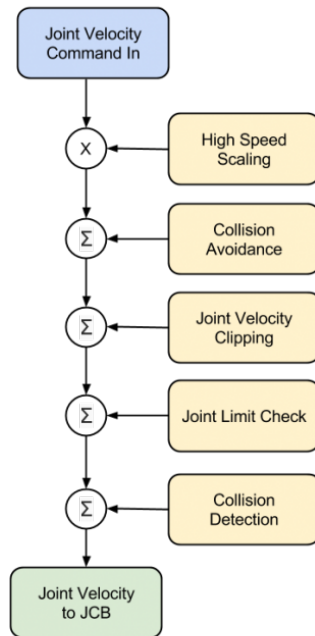 Joint Velocity
Command In
X
High Speed
Scaling
Σ
Collision
Avoidance
Σ
Joint Velocity
Clipping
Σ
Joint Limit Check
Σ
Collision
Detection
Joint Velocity
to JCB